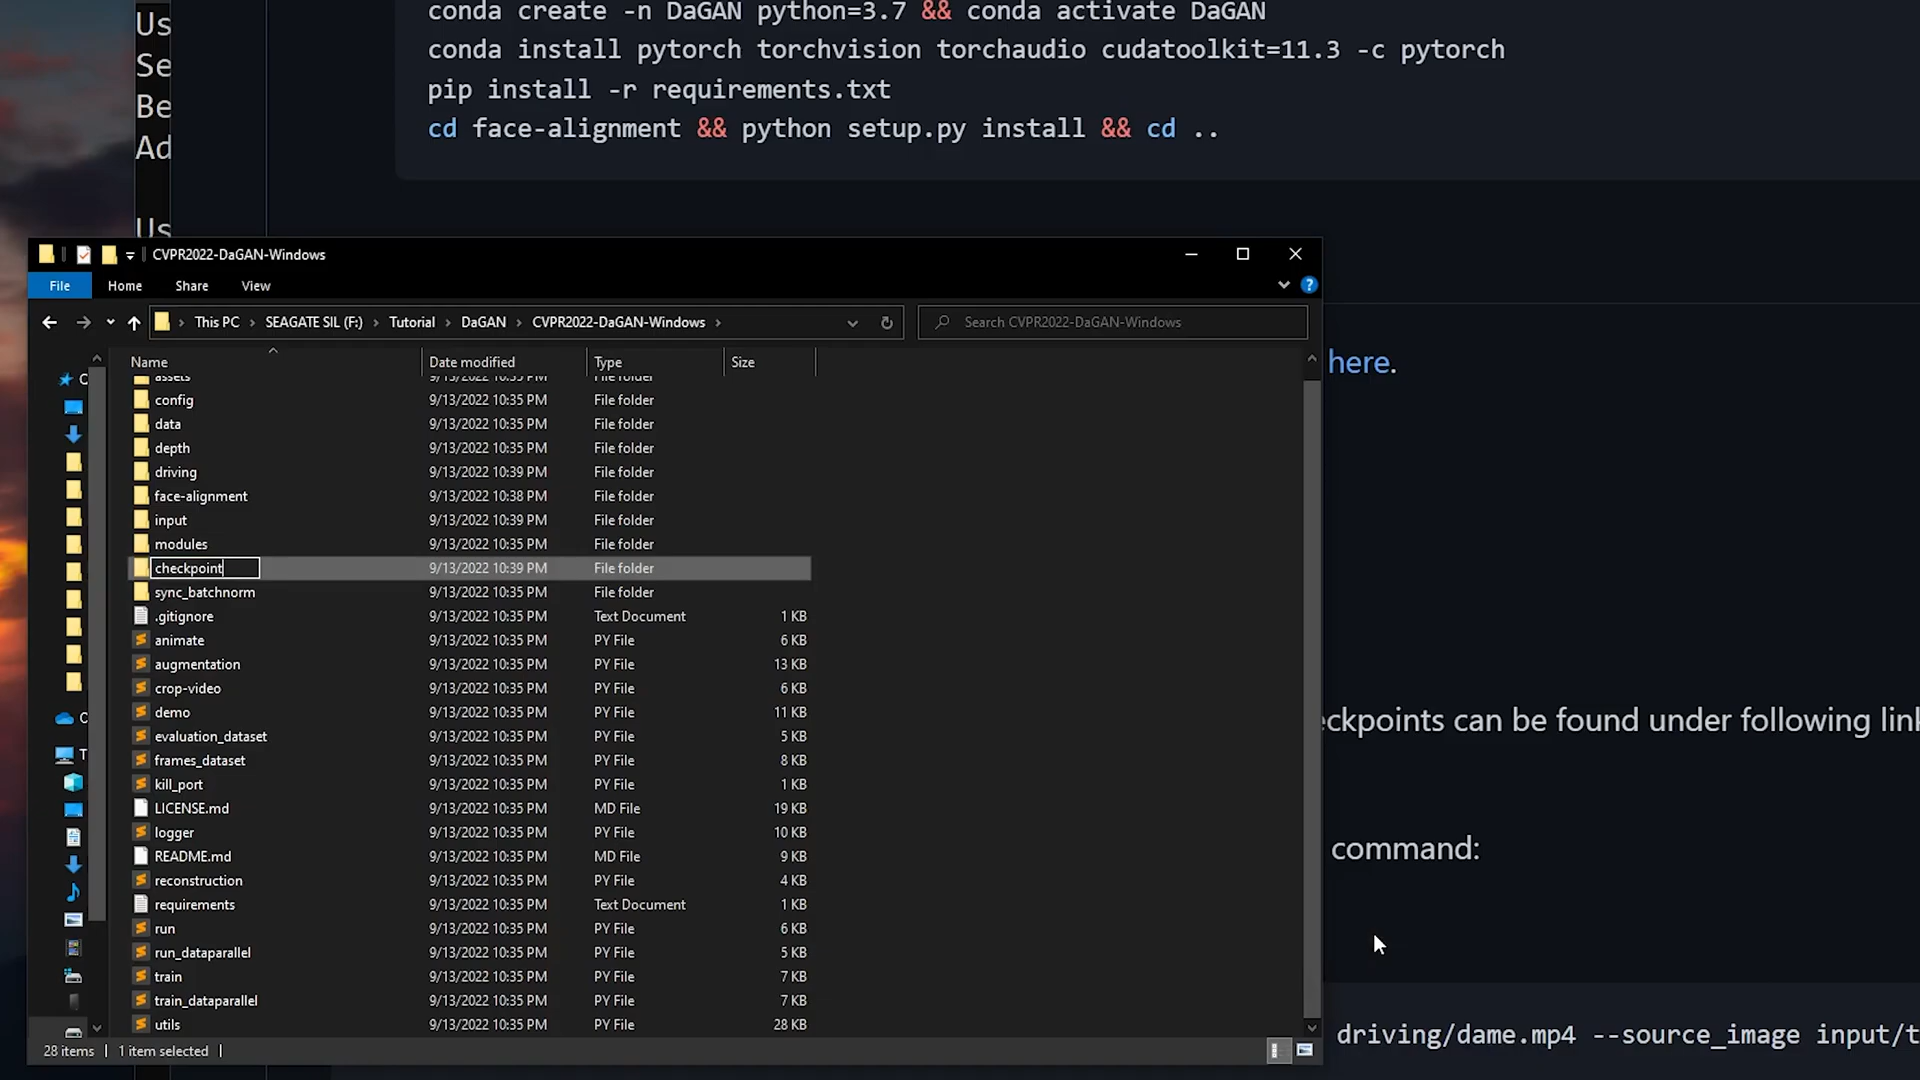 Us
Se
Be
Ad
Us
conda create -n DaGAN python=3.7 && conda activate DaGAN
conda install pytorch torchvision torchaudio cudatoolkit=11.3 -c pytorch
pip install -r requirements.txt
cd face-alignment && python setup.py install && cd ..
CVPR2022-DaGAN-Windows
File Home Share View
This PC > SEAGATE SIL (F:) > Tutorial > DaGAN > CVPR2022-DaGAN-Windows >
Search CVPR2022-DaGAN-Windows
Name Date modified Type Size
assets 9/13/2022 10:35 PM File folder
config 9/13/2022 10:35 PM File folder
data 9/13/2022 10:35 PM File folder
depth 9/13/2022 10:35 PM File folder
driving 9/13/2022 10:39 PM File folder
face-alignment 9/13/2022 10:38 PM File folder
input 9/13/2022 10:39 PM File folder
modules 9/13/2022 10:35 PM File folder
checkpoint 9/13/2022 10:39 PM File folder
sync_batchnorm 9/13/2022 10:35 PM File folder
.gitignore 9/13/2022 10:35 PM Text Document 1 KB
animate 9/13/2022 10:35 PM PY File 6 KB
augmentation 9/13/2022 10:35 PM PY File 13 KB
crop-video 9/13/2022 10:35 PM PY File 6 KB
demo 9/13/2022 10:35 PM PY File 11 KB
evaluation_dataset 9/13/2022 10:35 PM PY File 5 KB
frames_dataset 9/13/2022 10:35 PM PY File 8 KB
kill_port 9/13/2022 10:35 PM PY File 1 KB
LICENSE.md 9/13/2022 10:35 PM MD File 19 KB
logger 9/13/2022 10:35 PM PY File 10 KB
README.md 9/13/2022 10:35 PM MD File 9 KB
reconstruction 9/13/2022 10:35 PM PY File 4 KB
requirements 9/13/2022 10:35 PM Text Document 1 KB
run 9/13/2022 10:35 PM PY File 6 KB
run_dataparallel 9/13/2022 10:35 PM PY File 5 KB
train 9/13/2022 10:35 PM PY File 7 KB
train_dataparallel 9/13/2022 10:35 PM PY File 7 KB
utils 9/13/2022 10:35 PM PY File 28 KB
28 items 1 item selected
here.
eckpoints can be found under following link
command:
driving/dame.mp4 --source_image input/t